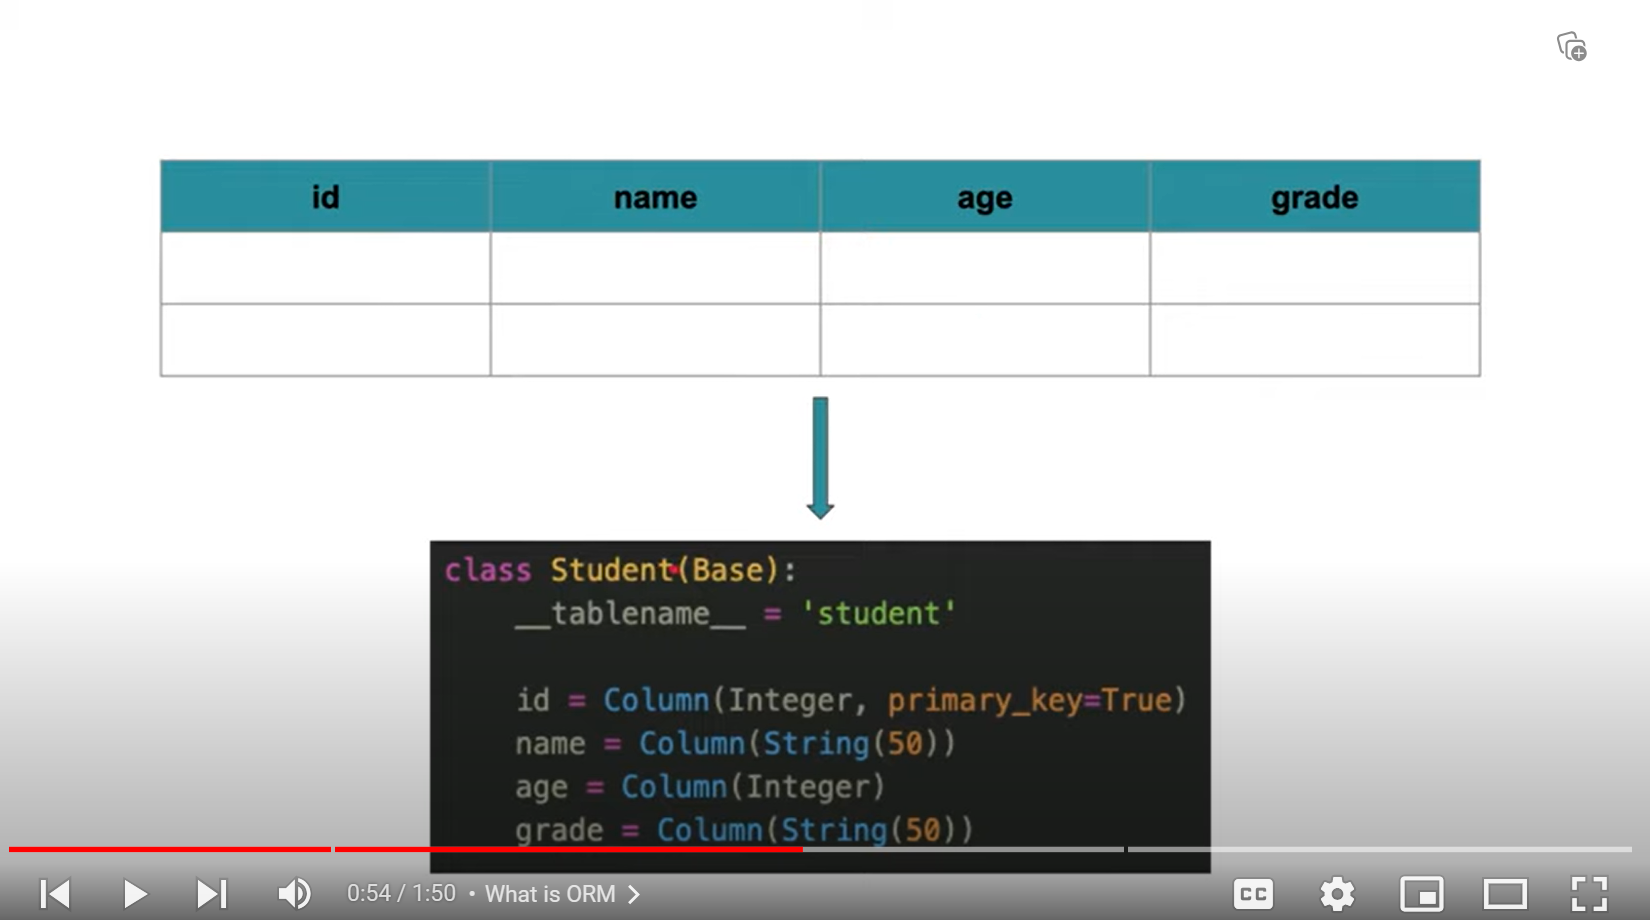 id name age grade
class Student(Base):
__tablename__ = 'student'
id = Column(Integer, primary_key=True)
name = Column(String(50))
age = Column(Integer)
grade = Column(String(50))
0:54 / 1:50 • What is ORM
CC